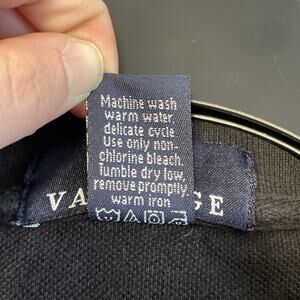 Machine wash
warm water,
delicate cycle
Use only non-
chlorine bleach.
Tumble dry low,
remove promptly
warm iron
VA
GE